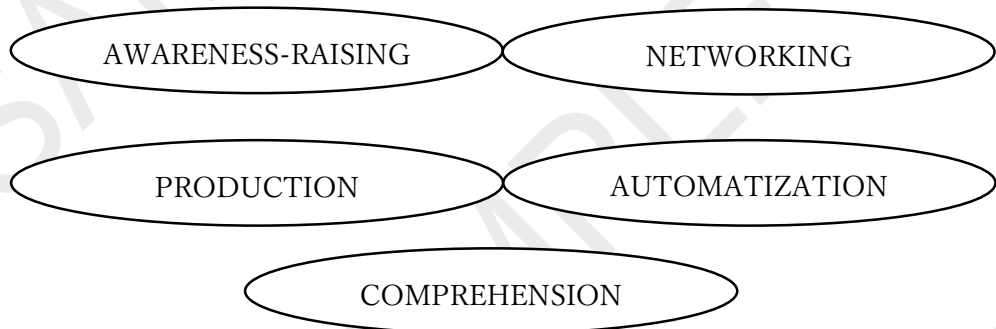 AWARENESS-RAISING NETWORKING
PRODUCTION AUTOMATIZATION
COMPREHENSION